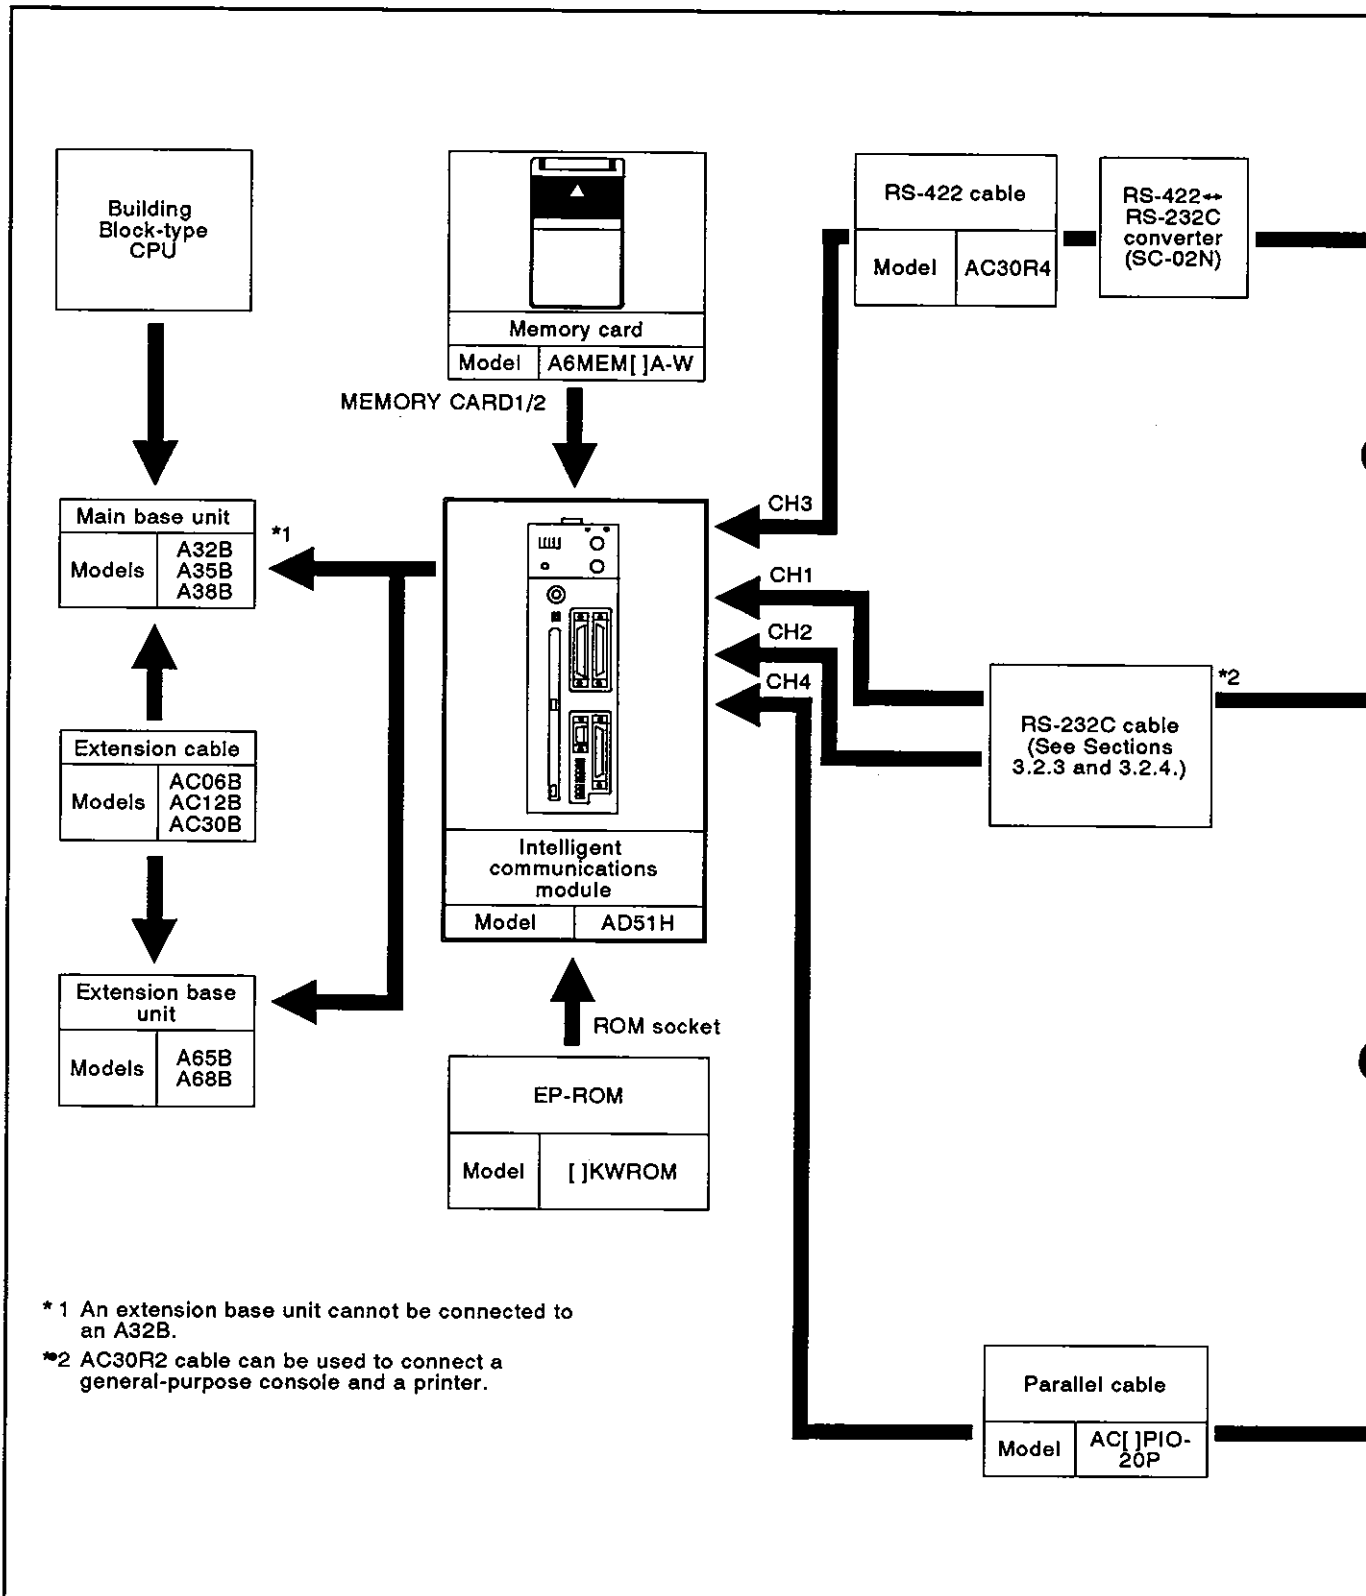 Building
Block-type
CPU
Memory card
Model
A6MEM[ ]A-W
MEMORY CARD1/2
RS-422 cable
Model
AC30R4
RS-422↔
RS-232C
converter
(SC-02N)
Main base unit
Models
A32B
A35B
A38B
*1
CH3
CH1
CH2
CH4
Extension cable
Models
AC06B
AC12B
AC30B
Intelligent
communications
module
Model
AD51H
RS-232C cable
(See Sections
3.2.3 and 3.2.4.)
*2
Extension base
unit
Models
A65B
A68B
ROM socket
EP-ROM
Model
[ ]KWROM
* 1 An extension base unit cannot be connected to
an A32B.
*2 AC30R2 cable can be used to connect a
general-purpose console and a printer.
Parallel cable
Model
AC[ ]PIO-
20P